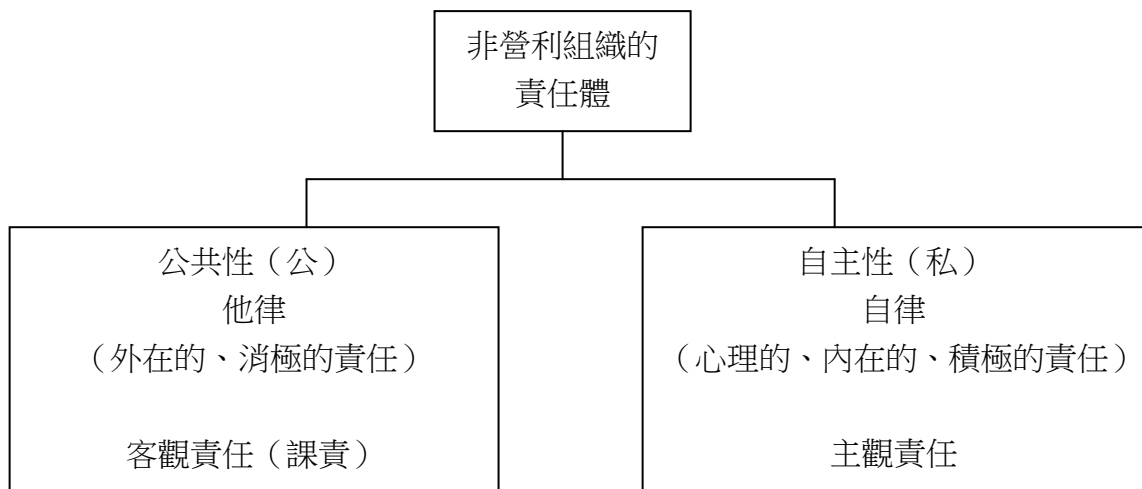 非營利組織的
責任體
公共性（公）
他律
（外在的、消極的責任）
客觀責任（課責）
自主性（私）
自律
（心理的、內在的、積極的責任）
主觀責任